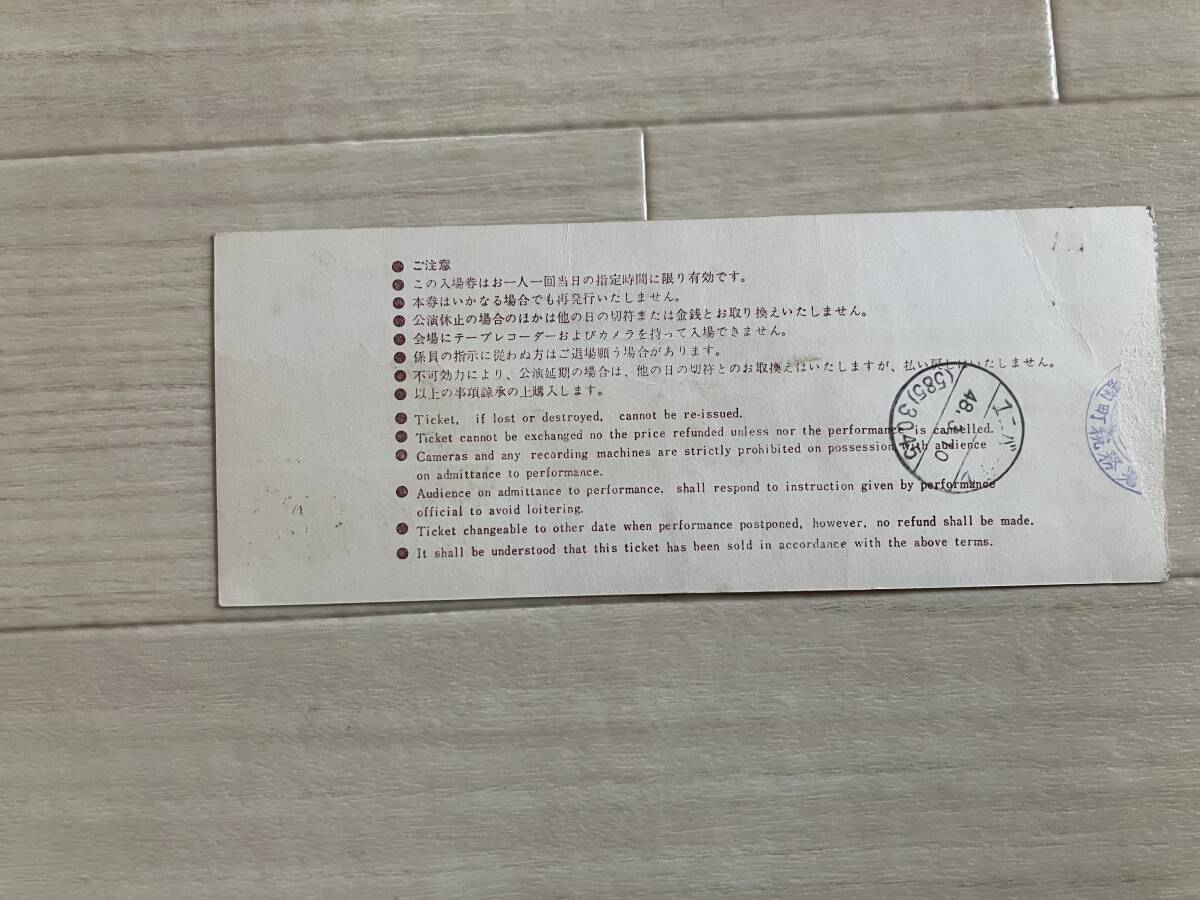 ● ご注意
● この入場券はお一人一回当日の指定時間に限り有効です。
● 本券はいかなる場合でも再発行いたしません。
● 公演休止の場合のほかは他の日の切符または金銭とお取り換えいたしません。
● 会場にテープレコーダーおよびカメラを持って入場できません。
● 係員の指示に従わぬ方はご退場願う場合があります。
● 不可効力により、公演延期の場合は、他の日の切符とのお取換えはいたしますが、払い戻しはいたしません。
● 以上の事項諒承の上購入します。
● Ticket, if lost or destroyed, cannot be re-issued.
● Ticket cannot be exchanged no the price refunded unless nor the performance is cancelled.
● Cameras and any recording machines are strictly prohibited on possession with audience
on admittance to performance.
● Audience on admittance to performance, shall respond to instruction given by performance
official to avoid loitering.
● Ticket changeable to other date when performance postponed, however, no refund shall be made.
● It shall be understood that this ticket has been sold in accordance with the above terms.
(585) 3045
麹町税務